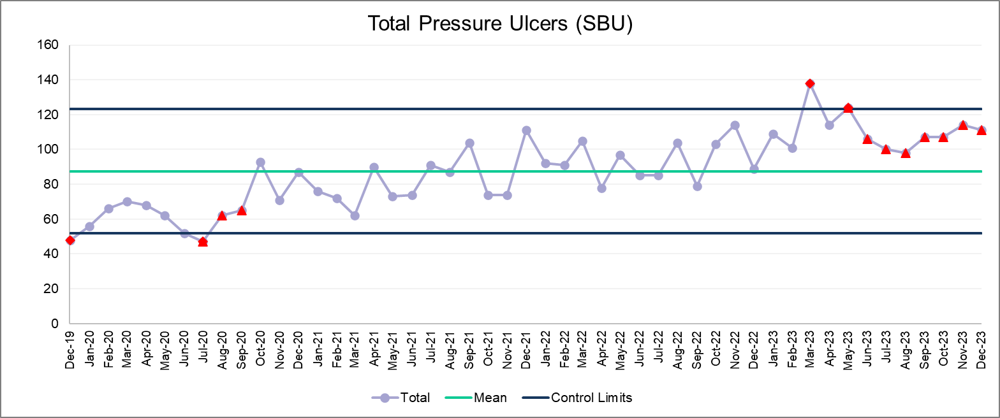 Total Pressure Ulcers (SBU)
160
140
120
100
80
60
40
20
0
Dec-19
Jan-20
Feb-20
Mar-20
Apr-20
May-20
Jun-20
Jul-20
Aug-20
Sep-20
Oct-20
Nov-20
Dec-20
Jan-21
Feb-21
Mar-21
Apr-21
May-21
Jun-21
Jul-21
Aug-21
Sep-21
Oct-21
Nov-21
Dec-21
Jan-22
Feb-22
Mar-22
Apr-22
May-22
Jun-22
Jul-22
Aug-22
Sep-22
Oct-22
Nov-22
Dec-22
Jan-23
Feb-23
Mar-23
Apr-23
May-23
Jun-23
Jul-23
Aug-23
Sep-23
Oct-23
Nov-23
Dec-23
Total Mean Control Limits